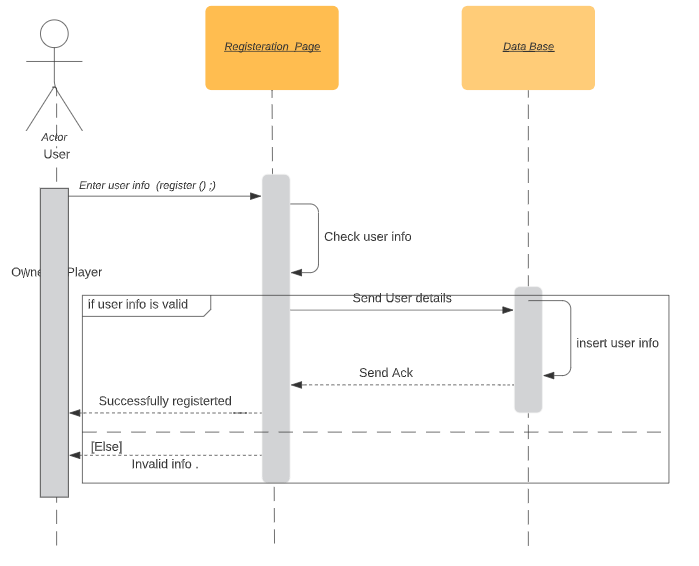 Registeration Page
Data Base
Actor
User
Enter user info (register () ;)
Check user info
Player
if user info is valid
Send User details
insert user info
Send Ack
Successfully registerted
[Else]
Invalid info .